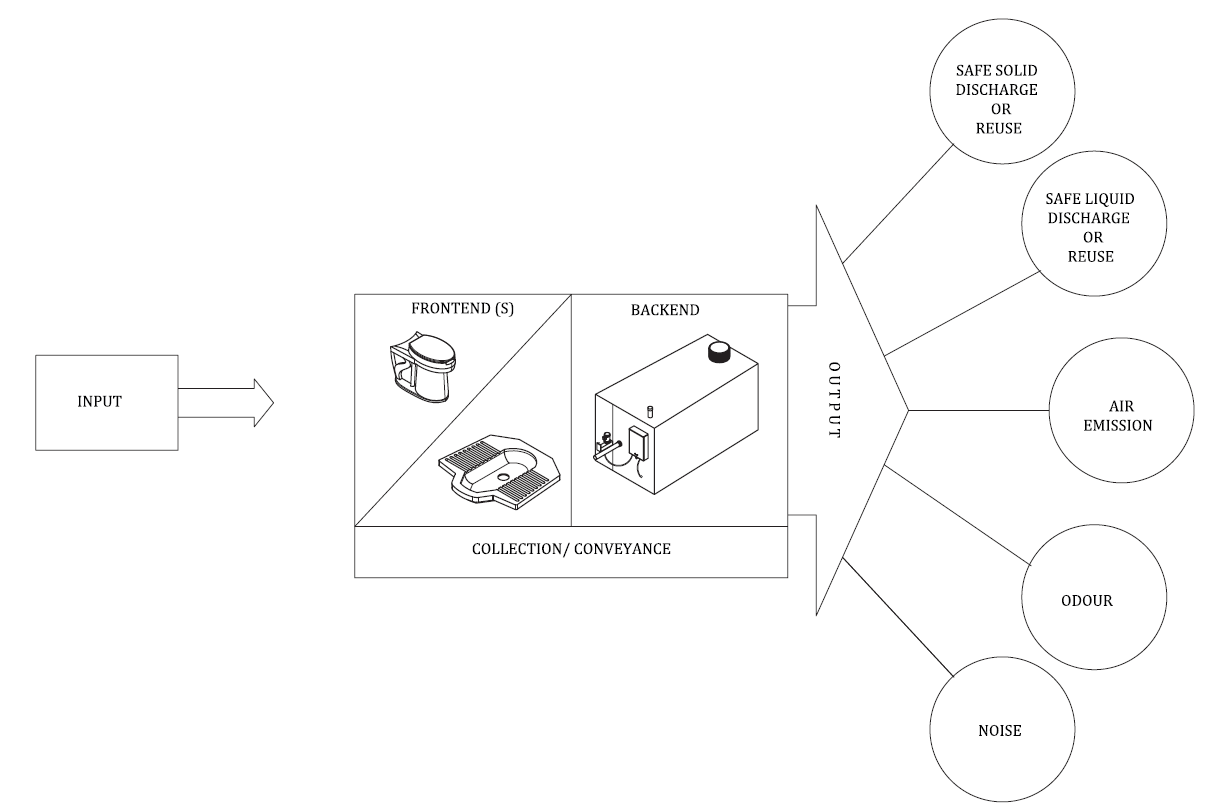 INPUT
FRONTEND (S)
BACKEND
COLLECTION/ CONVEYANCE
OUTPUT
SAFE SOLID
DISCHARGE
OR
REUSE
SAFE LIQUID
DISCHARGE
OR
REUSE
AIR
EMISSION
ODOUR
NOISE